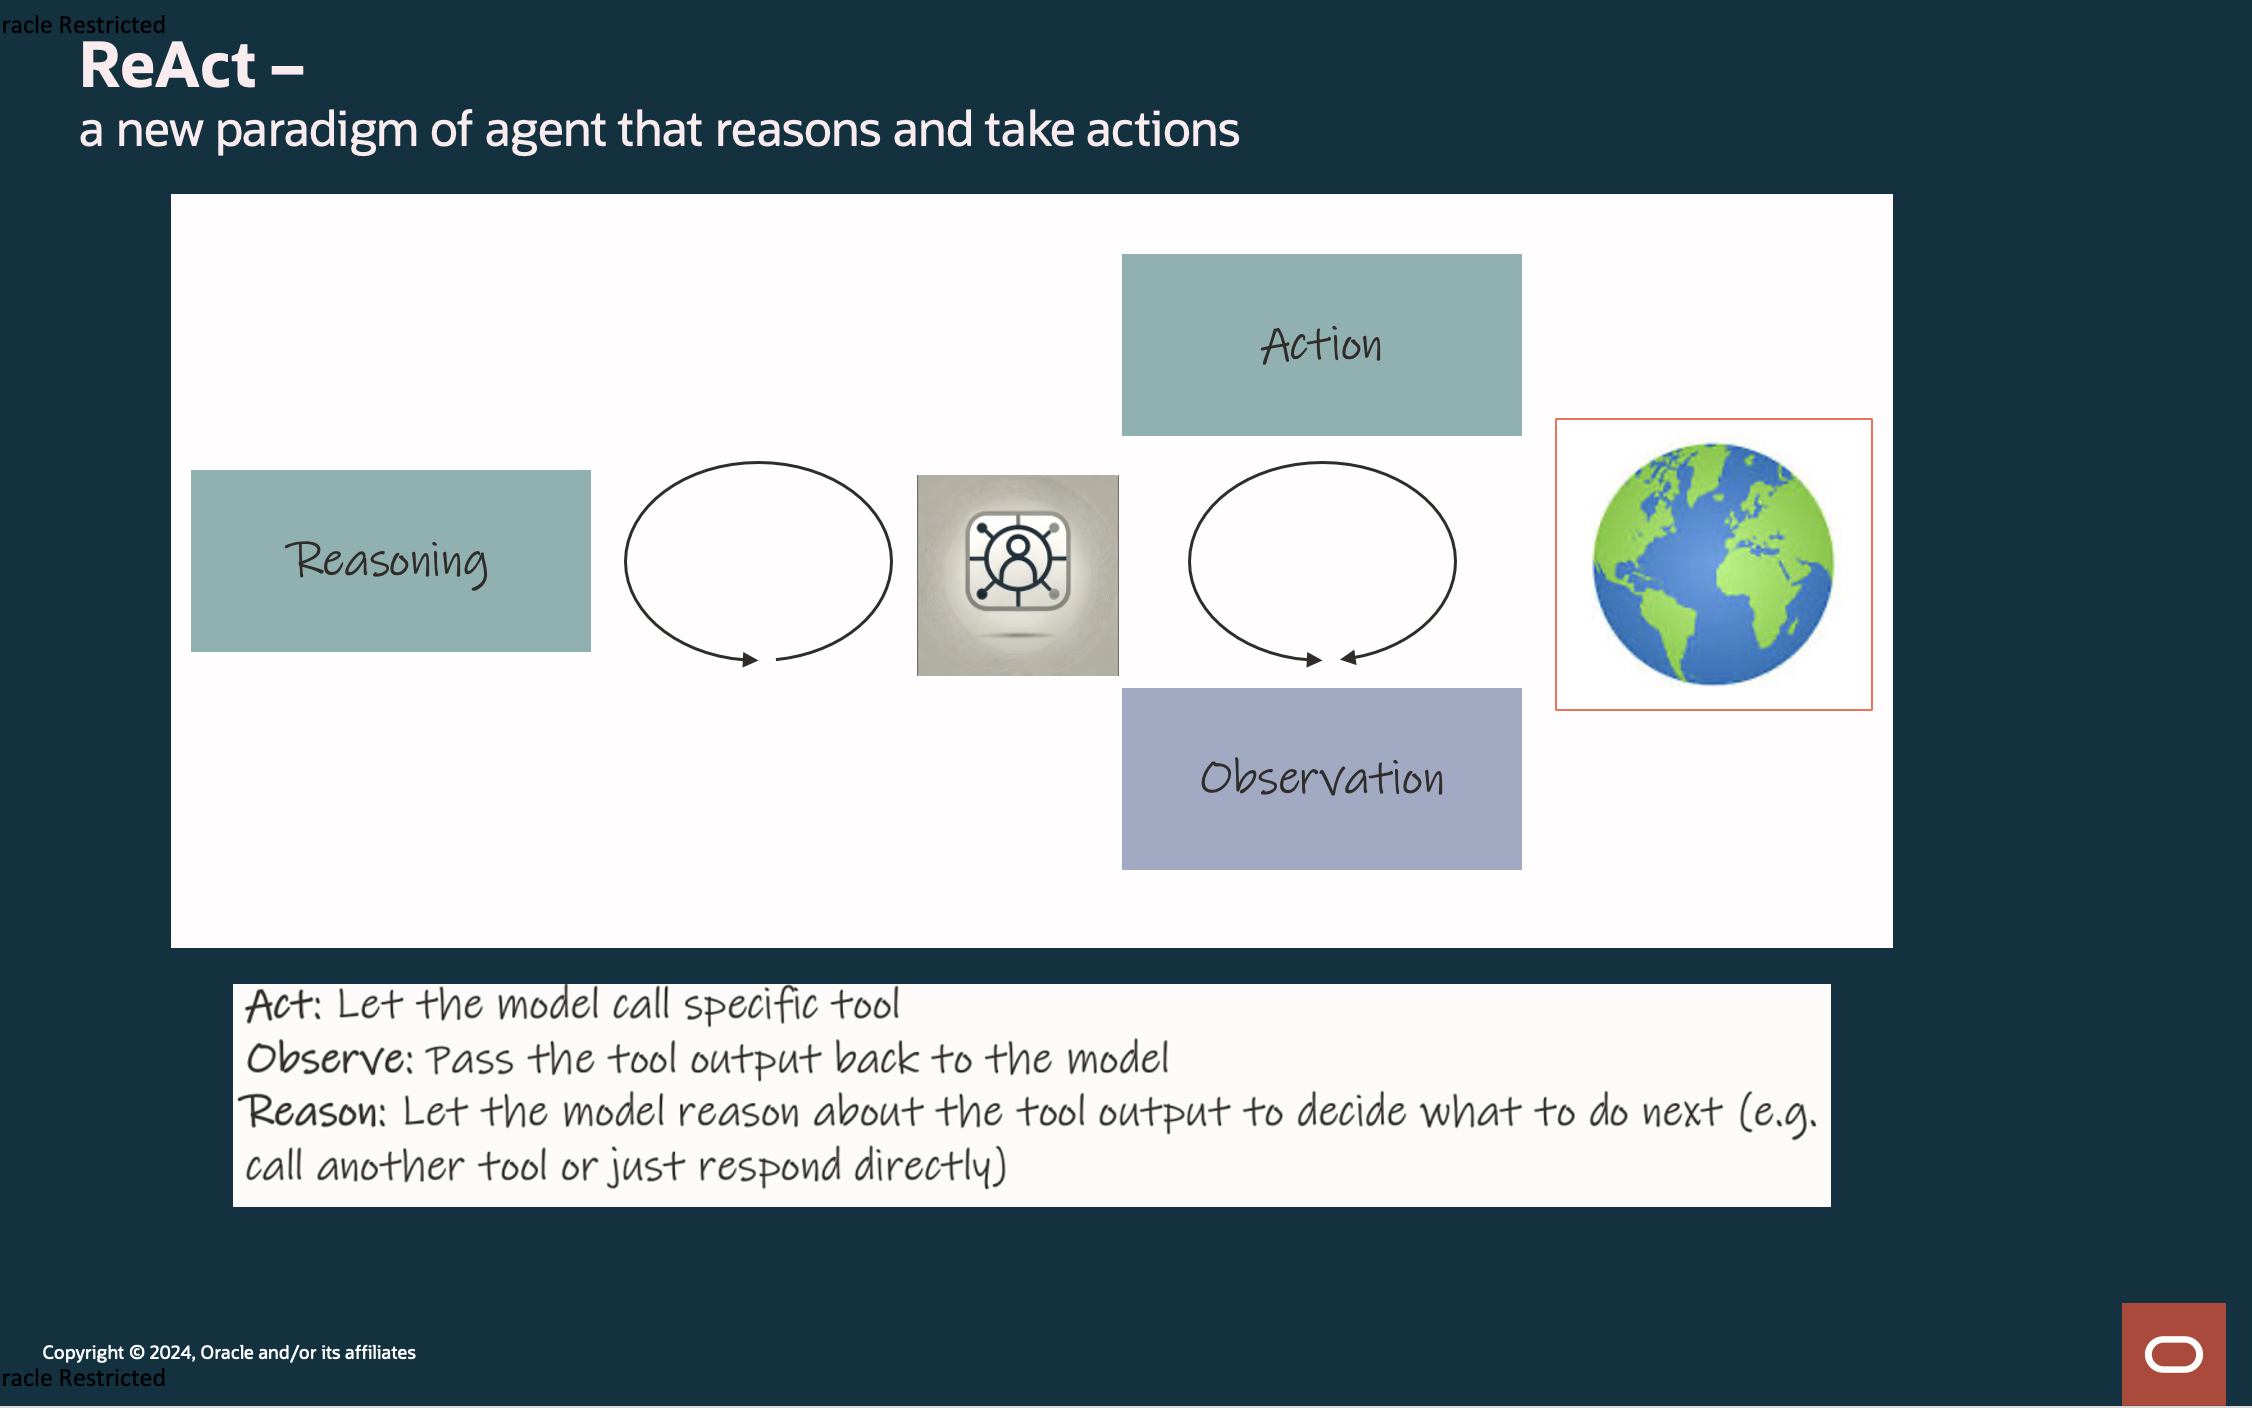 racle Restricted
ReAct –
a new paradigm of agent that reasons and take actions
Action
Reasoning
Observation
Act: Let the model call specific tool
Observe: Pass the tool output back to the model
Reason: Let the model reason about the tool output to decide what to do next (e.g.
call another tool or just respond directly)
Copyright © 2024, Oracle and/or its affiliates
racle Restricted